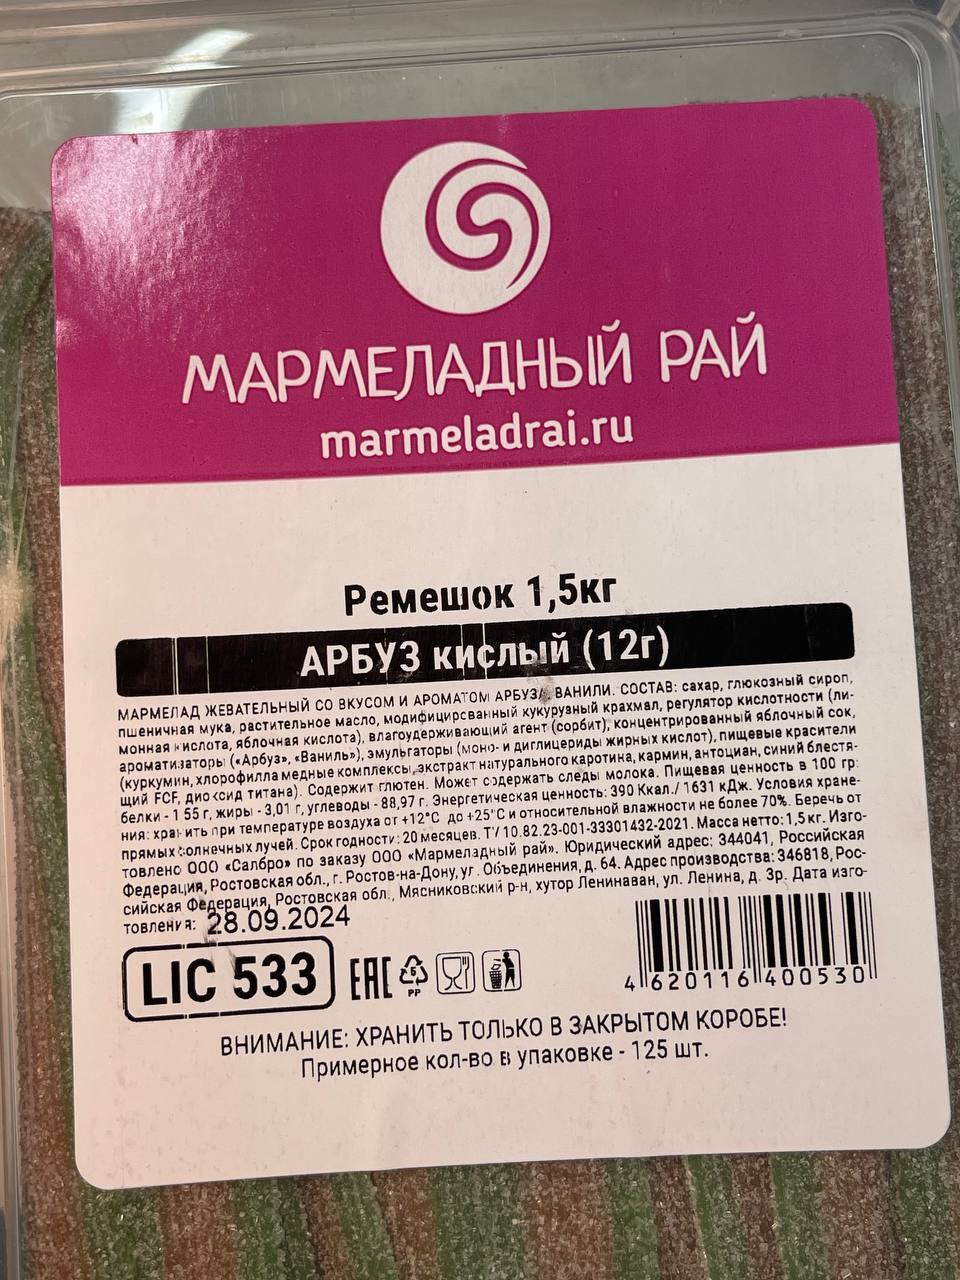 МАРМЕЛАДНЫЙ РАЙ
marmeladrai.ru
Ремешок 1,5кг
АРБУЗ кислый (12г)
МАРМЕЛАД ЖЕВАТЕЛЬНЫЙ СО ВКУСОМ И АРОМАТОМ АРБУЗА, ВАНИЛИ. СОСТАВ: сахар, глюкозный сироп,
пшеничная мука, растительное масло, модифицированный кукурузный крахмал, регулятор кислотности (ли-
монная кислота, яблочная кислота), влагоудерживающий агент (сорбит), концентрированный яблочный сок,
ароматизаторы («Арбуз», «Ваниль»), эмульгаторы (моно- и диглицериды жирных кислот), пищевые красители
(куркумин, хлорофилла медные комплексы, экстракт натурального каротина, кармин, антоциан, синий блестя-
щий FCF, диоксид титана). Содержит глютен. Может содержать следы молока. Пищевая ценность в 100 гр:
белки - 1 55 г, жиры - 3,01 г, углеводы - 88,97 г. Энергетическая ценность: 390 Ккал./ 1631 кДж. Условия хране-
ния: хранить при температуре воздуха от +12°С до +25°С и относительной влажности не более 70%. Беречь от
прямых солнечных лучей. Срок годности: 20 месяцев. ТУ 10.82.23-001-33301432-2021. Масса нетто: 1,5 кг. Изго-
товлено ООО «Салбро» по заказу ООО «Мармеладный рай». Юридический адрес: 344041, Российская
Федерация, Ростовская обл., г. Ростов-на-Дону, ул. Объединения, д. 64. Адрес производства: 346818, Рос-
сийская Федерация, Ростовская обл., Мясниковский р-н, хутор Ленинаван, ул. Ленина, д. 3р. Дата изго-
товления: 28.09.2024
LIC 533
EAC
5
PP
4 620116 400530
ВНИМАНИЕ: ХРАНИТЬ ТОЛЬКО В ЗАКРЫТОМ КОРОБЕ!
Примерное кол-во в упаковке - 125 шт.